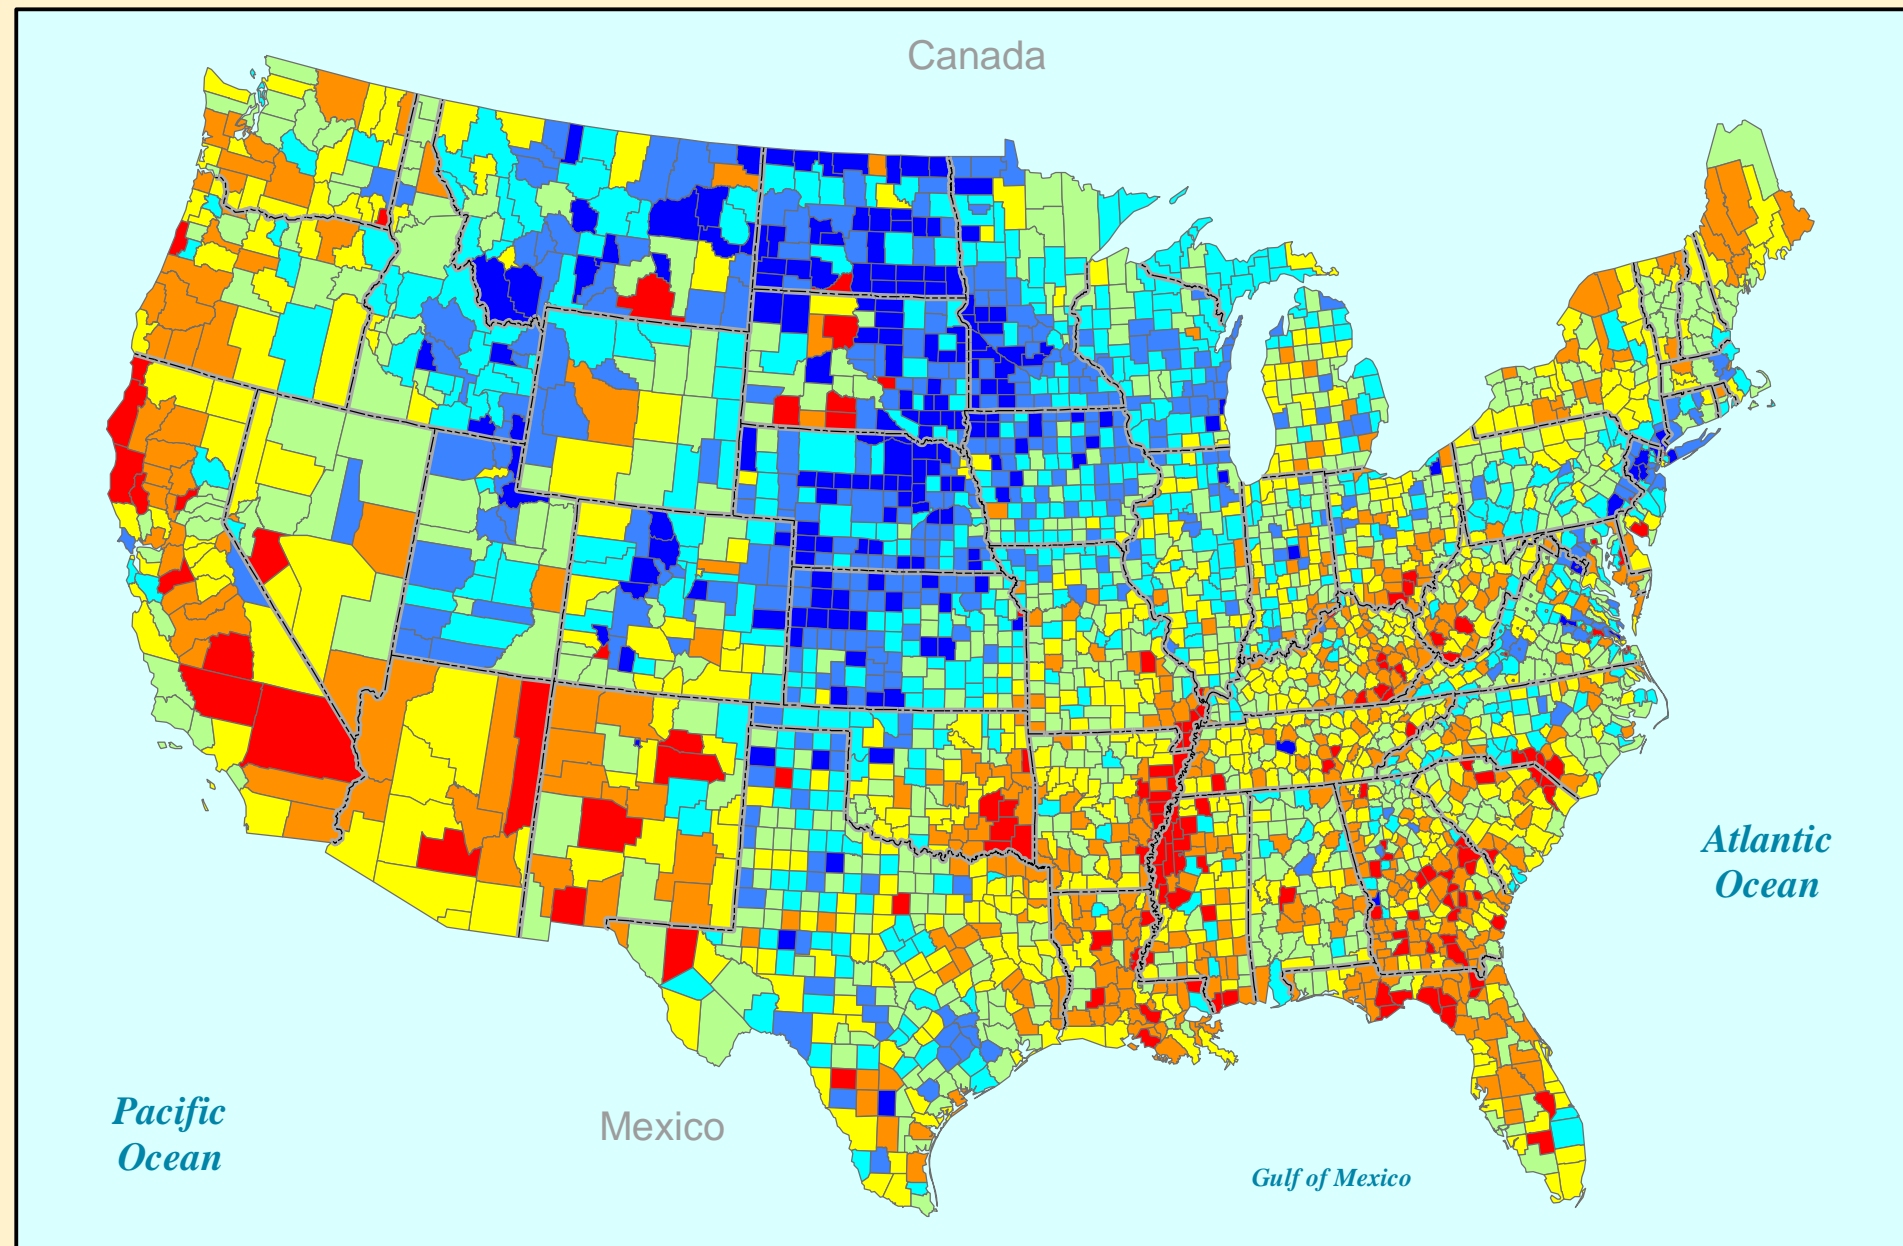 Canada
Atlantic
Ocean
Pacific
Ocean
Mexico
Gulf of Mexico